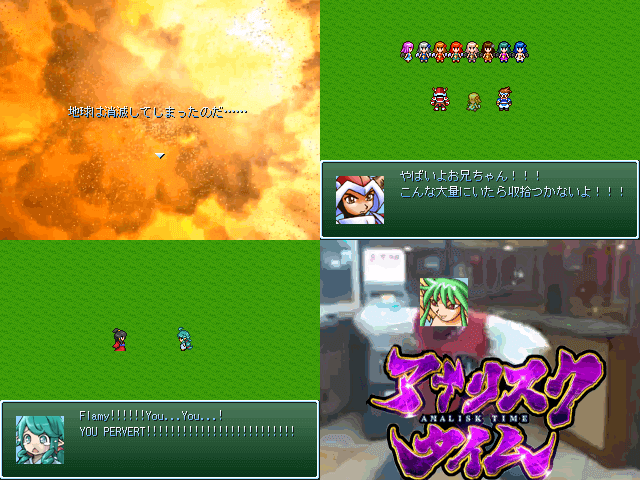 地球は消滅してしまったのだ……
やばいよお兄ちゃん！！！
こんな大量にいたら収拾つかないよ！！！
Flamy!!!!!!You...You...!
YOU PERVERT!!!!!!!!!!!!!!!!!!!!!!!!!
アナリスク
ANALISK TIME
タイム